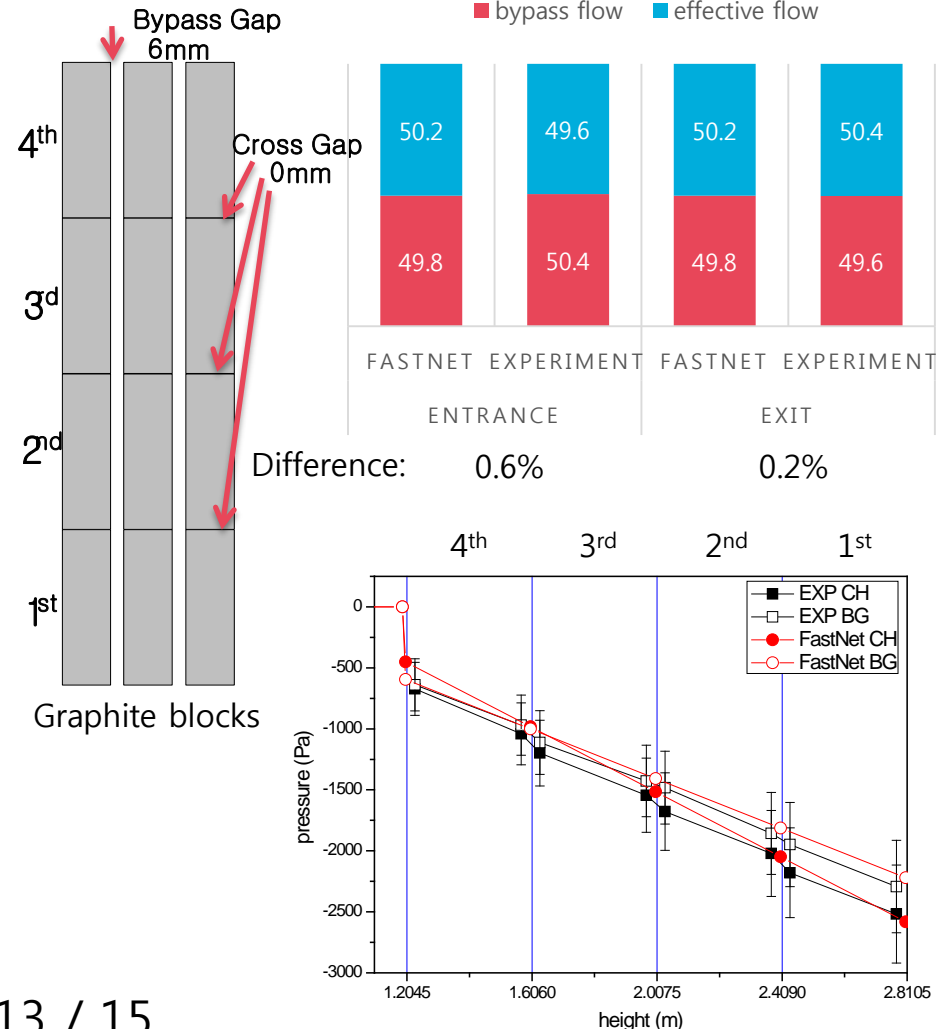 Bypass Gap
6mm
4th
Cross Gap
0mm
3rd
2nd
1st
Graphite blocks
bypass flow effective flow
50.2 49.6 50.2 50.4
49.8 50.4 49.8 49.6
FASTNET EXPERIMENT FASTNET EXPERIMENT
ENTRANCE EXIT
Difference: 0.6% 0.2%
4th 3rd 2nd 1st
EXP CH
EXP BG
FastNet CH
FastNet BG
0
-500
-1000
-1500
-2000
-2500
-3000
pressure (Pa)
1.2045 1.6060 2.0075 2.4090 2.8105
height (m)
13 / 15